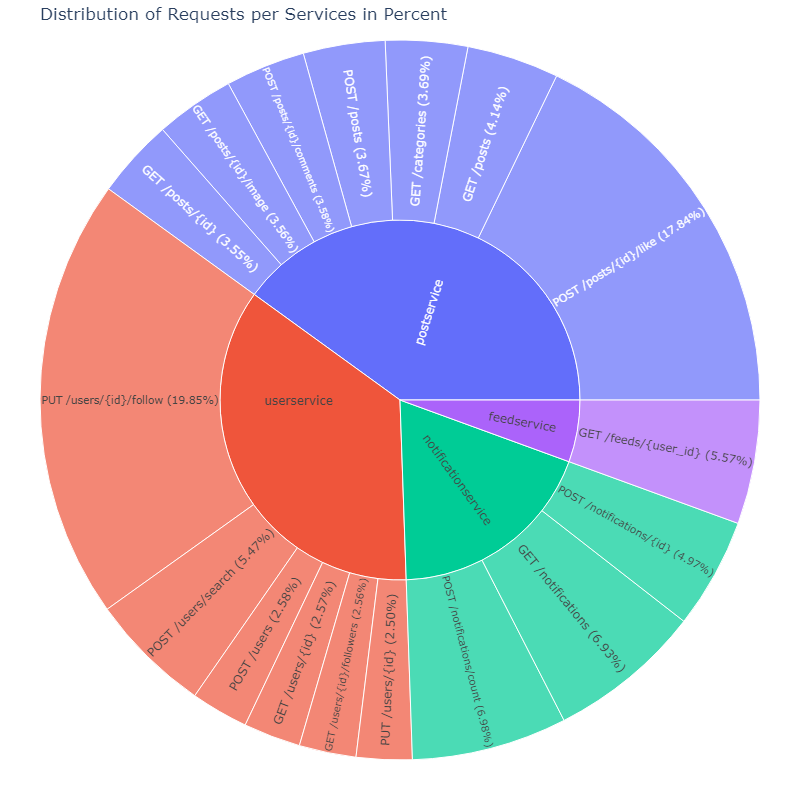 Distribution of Requests per Services in Percent
postservice
POST /posts/{id}/like (17.84%)
GET /posts (4.14%)
GET /categories (3.69%)
POST /posts (3.67%)
POST /posts/{id}/comments (3.58%)
GET /posts/{id}/image (3.56%)
GET /posts/{id} (3.55%)
userservice
PUT /users/{id}/follow (19.85%)
POST /users/search (5.47%)
POST /users (2.58%)
GET /users/{id} (2.57%)
GET /users/{id}/followers (2.56%)
PUT /users/{id} (2.50%)
notificationservice
POST /notifications/count (6.98%)
GET /notifications (6.93%)
POST /notifications/{id} (4.97%)
feedservice
GET /feeds/{user_id} (5.57%)